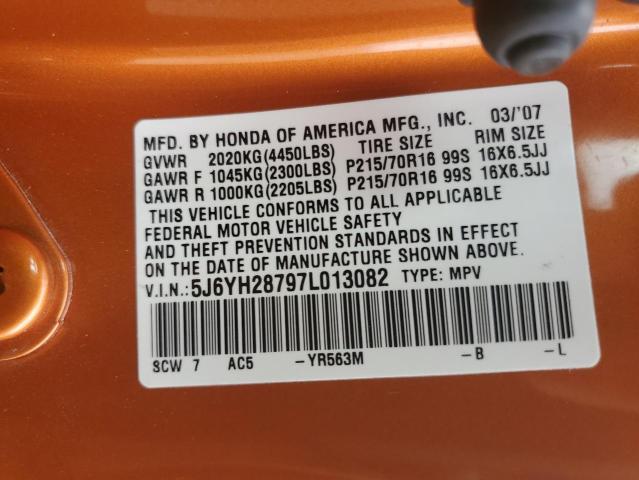 MFD. BY HONDA OF AMERICA MFG., INC. 03/'07
GVWR 2020KG(4450LBS) TIRE SIZE RIM SIZE
GAWR F 1045KG(2300LBS) P215/70R16 99S 16X6.5JJ
GAWR R 1000KG(2205LBS) P215/70R16 99S 16X6.5JJ
THIS VEHICLE CONFORMS TO ALL APPLICABLE
FEDERAL MOTOR VEHICLE SAFETY
AND THEFT PREVENTION STANDARDS IN EFFECT
ON THE DATE OF MANUFACTURE SHOWN ABOVE.
V.I.N.:5J6YH28797L013082 TYPE: MPV
SCW 7 AC5 -YR563M -B -L